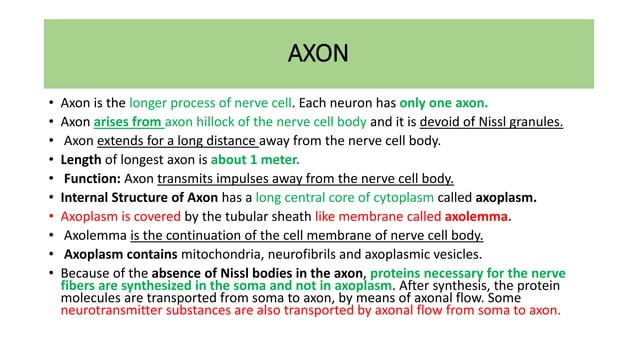 AXON
• Axon is the longer process of nerve cell. Each neuron has only one axon.
• Axon arises from axon hillock of the nerve cell body and it is devoid of Nissl granules.
• Axon extends for a long distance away from the nerve cell body.
• Length of longest axon is about 1 meter.
• Function: Axon transmits impulses away from the nerve cell body.
• Internal Structure of Axon has a long central core of cytoplasm called axoplasm.
• Axoplasm is covered by the tubular sheath like membrane called axolemma.
• Axolemma is the continuation of the cell membrane of nerve cell body.
• Axoplasm contains mitochondria, neurofibrils and axoplasmic vesicles.
• Because of the absence of Nissl bodies in the axon, proteins necessary for the nerve
fibers are synthesized in the soma and not in axoplasm. After synthesis, the protein
molecules are transported from soma to axon, by means of axonal flow. Some
neurotransmitter substances are also transported by axonal flow from soma to axon.